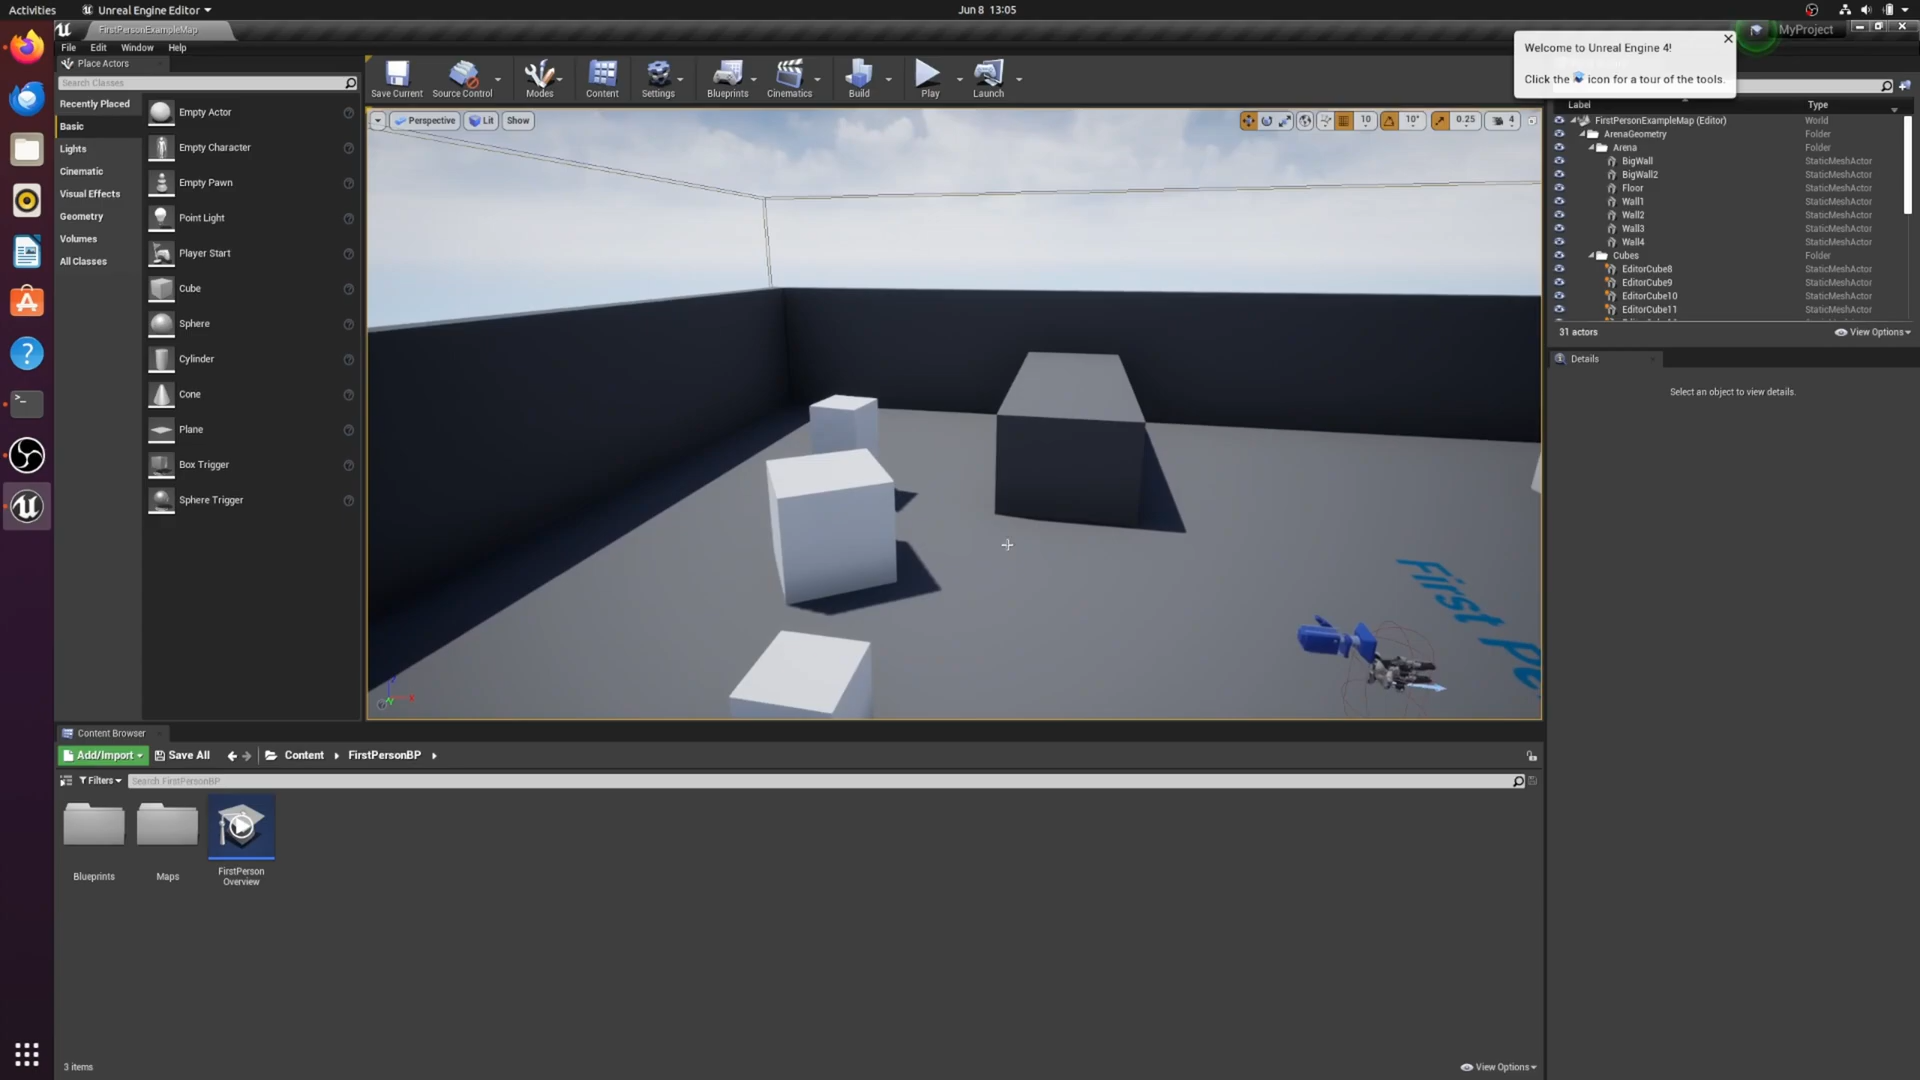 Activities
Unreal Engine Editor
Jun 8 13:05
FirstPersonExampleMap
MyProject
File Edit Window Help
Welcome to Unreal Engine 4!
Click the icon for a tour of the tools.
Place Actors
Search Classes
Recently Placed
Basic
Lights
Cinematic
Visual Effects
Geometry
Volumes
All Classes
Empty Actor
Empty Character
Empty Pawn
Point Light
Player Start
Cube
Sphere
Cylinder
Cone
Plane
Box Trigger
Sphere Trigger
Save Current
Source Control
Modes
Content
Settings
Blueprints
Cinematics
Build
Play
Launch
Perspective
Lit
Show
10
10°
0.25
4
First pe
Label Type
FirstPersonExampleMap (Editor) World
ArenaGeometry Folder
Arena Folder
BigWall StaticMeshActor
BigWall2 StaticMeshActor
Floor StaticMeshActor
Wall1 StaticMeshActor
Wall2 StaticMeshActor
Wall3 StaticMeshActor
Wall4 StaticMeshActor
Cubes Folder
EditorCube8 StaticMeshActor
EditorCube9 StaticMeshActor
EditorCube10 StaticMeshActor
EditorCube11 StaticMeshActor
31 actors
View Options
Details
Select an object to view details.
Content Browser
Add/Import
Save All
Content
FirstPersonBP
Filters
Search FirstPersonBP
Blueprints
Maps
FirstPerson
Overview
3 items
View Options